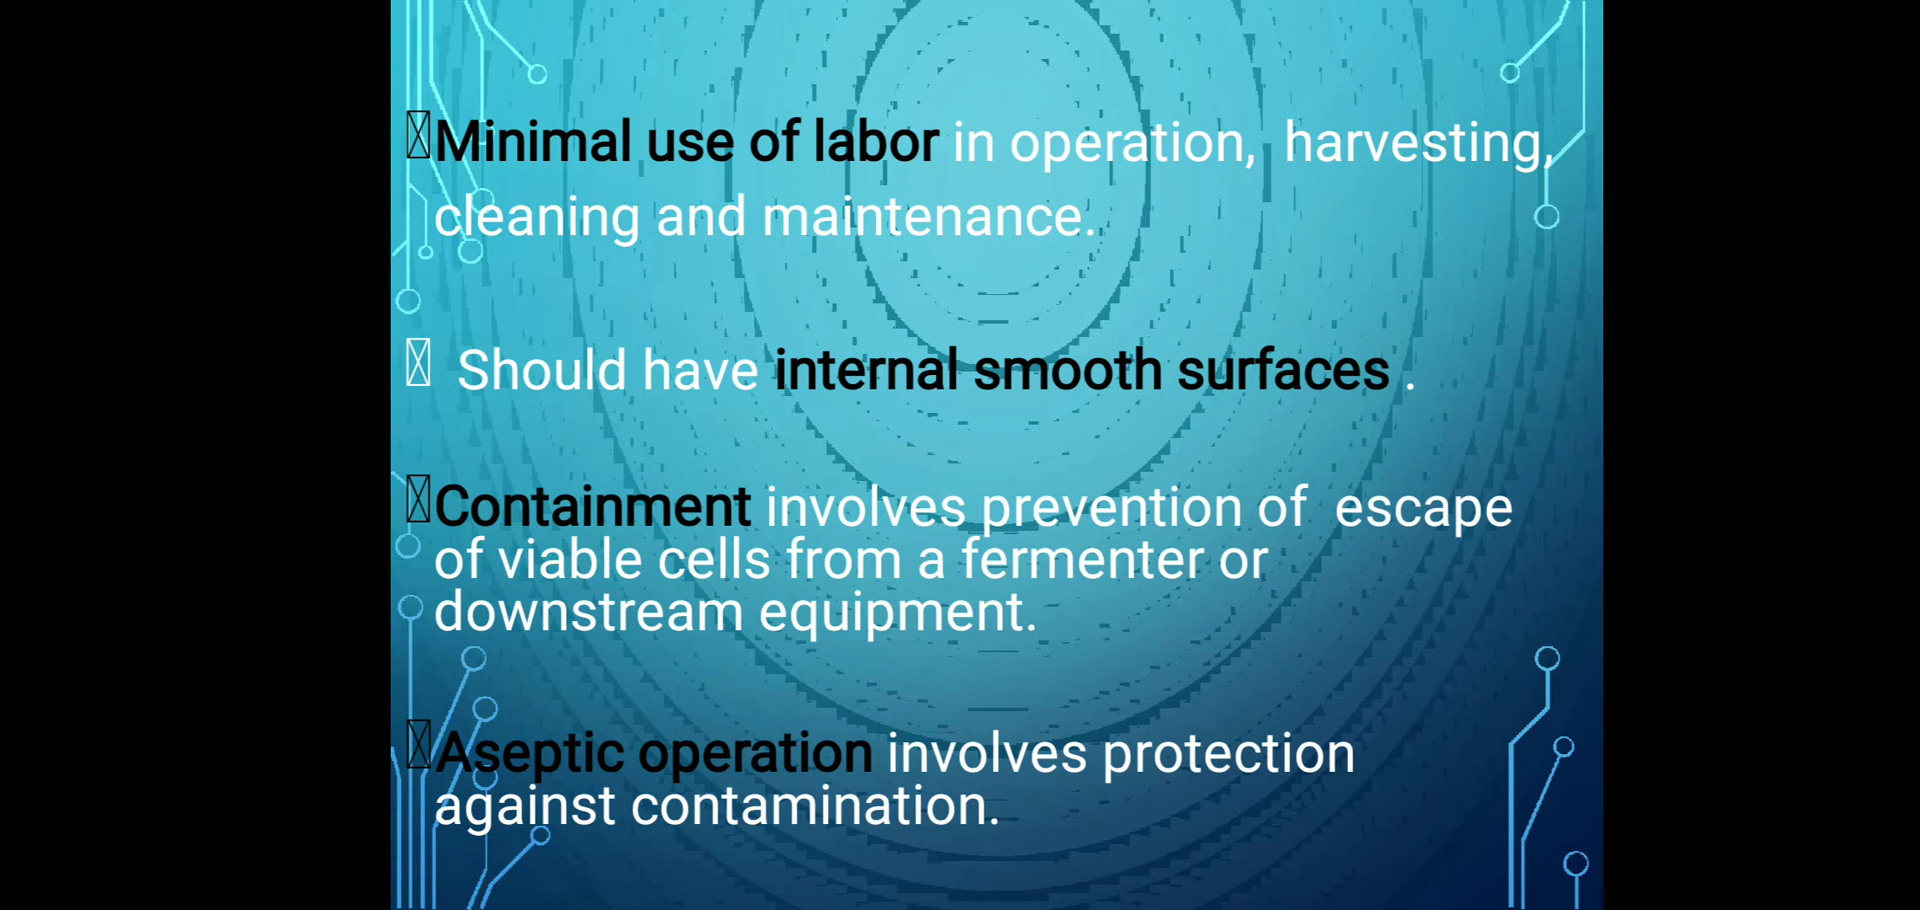 Minimal use of labor in operation, harvesting,
cleaning and maintenance.
Should have internal smooth surfaces .
Containment involves prevention of escape
of viable cells from a fermenter or
downstream equipment.
Aseptic operation involves protection
against contamination.